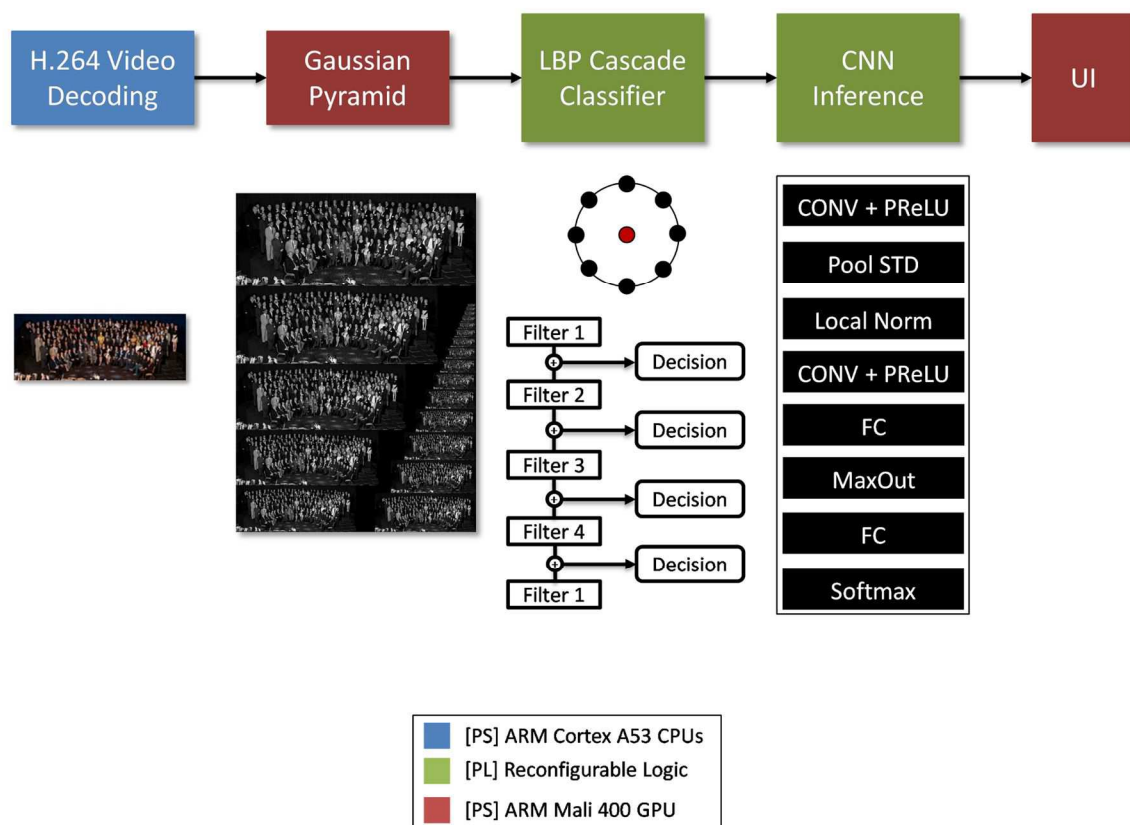 H.264 Video
Decoding
Gaussian
Pyramid
LBP Cascade
Classifier
CNN
Inference
UI
Filter 1
Decision
Filter 2
Decision
Filter 3
Decision
Filter 4
Decision
Filter 1
CONV + PReLU
Pool STD
Local Norm
CONV + PReLU
FC
MaxOut
FC
Softmax
[PS] ARM Cortex A53 CPUs
[PL] Reconfigurable Logic
[PS] ARM Mali 400 GPU